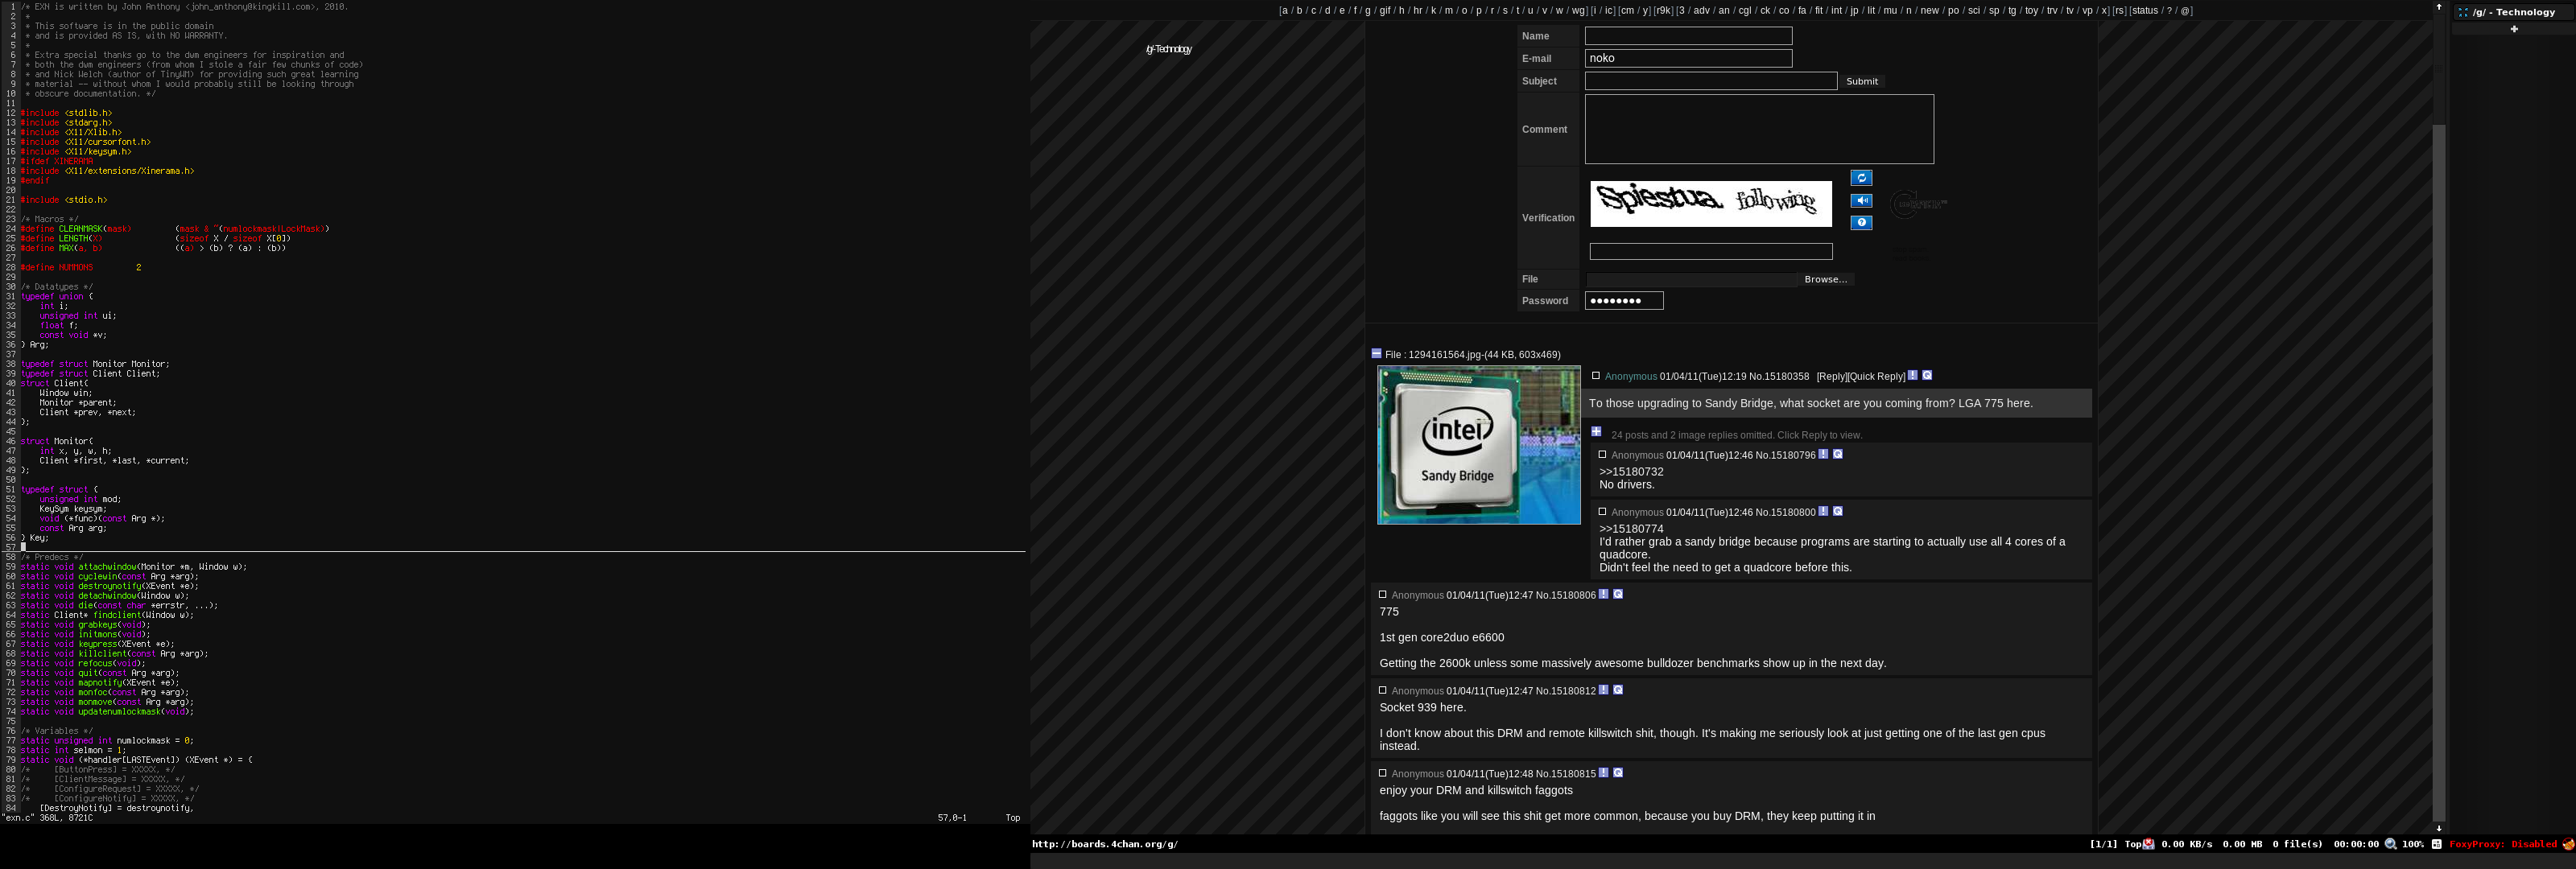 1 /* EXN is written by John Anthony <john_anthony@kingkill.com>, 2010.
2  *
3  * This software is in the public domain
4  * and is provided AS IS, with NO WARRANTY.
5  *
6  * Extra special thanks go to the dwm engineers for inspiration and
7  * both the dwm engineers (from whom I stole a fair few chunks of code)
8  * and Nick Welch (author of TinyWM) for providing such great learning
9  * material -- without whom I would probably still be looking through
10  * obscure documentation. */
11
12 #include <stdlib.h>
13 #include <stdarg.h>
14 #include <X11/Xlib.h>
15 #include <X11/cursorfont.h>
16 #include <X11/keysym.h>
17 #ifdef XINERAMA
18 #include <X11/extensions/Xinerama.h>
19 #endif
20
21 #include <stdio.h>
22
23 /* Macros */
24 #define CLEANMASK(mask)         (mask & ~(numlockmask|LockMask))
25 #define LENGTH(X)               (sizeof X / sizeof X[0])
26 #define MAX(a, b)               ((a) > (b) ? (a) : (b))
27
28 #define NUMMONS         2
29
30 /* Datatypes */
31 typedef union {
32     int i;
33     unsigned int ui;
34     float f;
35     const void *v;
36 } Arg;
37
38 typedef struct Monitor Monitor;
39 typedef struct Client Client;
40 struct Client{
41     Window win;
42     Monitor *parent;
43     Client *prev, *next;
44 };
45
46 struct Monitor{
47     int x, y, w, h;
48     Client *first, *last, *current;
49 };
50
51 typedef struct {
52     unsigned int mod;
53     KeySym keysym;
54     void (*func)(const Arg *);
55     const Arg arg;
56 } Key;
57
58 /* Predecs */
59 static void attachwindow(Monitor *m, Window w);
60 static void cyclewin(const Arg *arg);
61 static void destroynotify(XEvent *e);
62 static void detachwindow(Window w);
63 static void die(const char *errstr, ...);
64 static Client* findclient(Window w);
65 static void grabkeys(void);
66 static void initmons(void);
67 static void keypress(XEvent *e);
68 static void killclient(const Arg *arg);
69 static void refocus(void);
70 static void quit(const Arg *arg);
71 static void mapnotify(XEvent *e);
72 static void monfoc(const Arg *arg);
73 static void monmove(const Arg *arg);
74 static void updatenumlockmask(void);
75
76 /* Variables */
77 static unsigned int numlockmask = 0;
78 static int selmon = 1;
79 static void (*handler[LASTEvent]) (XEvent *) = {
80 /*     [ButtonPress] = XXXXX, */
81 /*     [ClientMessage] = XXXXX, */
82 /*     [ConfigureRequest] = XXXXX, */
83 /*     [ConfigureNotify] = XXXXX, */
84     [DestroyNotify] = destroynotify,
"exn.c" 368L, 8721C 57,0-1 Top
[a / b / c / d / e / f / g / gif / h / hr / k / m / o / p / r / s / t / u / v / w / wg] [i / ic] [cm / y] [r9k] [3 / adv / an / cgl / ck / co / fa / fit / int / jp / lit / mu / n / new / po / sci / sp / tg / toy / trv / tv / vp / x] [rs] [status / ? / @]
/g/ - Technology
/g/ - Technology
Name
E-mail noko
Subject Submit
Comment
Verification Spiestua following
File Browse...
Password ●●●●●●●●
File : 1294161564.jpg-(44 KB, 603x469)
intel
Sandy Bridge
Anonymous 01/04/11(Tue)12:19 No.15180358 [Reply][Quick Reply]
To those upgrading to Sandy Bridge, what socket are you coming from? LGA 775 here.
24 posts and 2 image replies omitted. Click Reply to view.
Anonymous 01/04/11(Tue)12:46 No.15180796
>>15180732
No drivers.
Anonymous 01/04/11(Tue)12:46 No.15180800
>>15180774
I'd rather grab a sandy bridge because programs are starting to actually use all 4 cores of a
quadcore.
Didn't feel the need to get a quadcore before this.
Anonymous 01/04/11(Tue)12:47 No.15180806
775
1st gen core2duo e6600
Getting the 2600k unless some massively awesome bulldozer benchmarks show up in the next day.
Anonymous 01/04/11(Tue)12:47 No.15180812
Socket 939 here.
I don't know about this DRM and remote killswitch shit, though. It's making me seriously look at just getting one of the last gen cpus
instead.
Anonymous 01/04/11(Tue)12:48 No.15180815
enjoy your DRM and killswitch faggots
faggots like you will see this shit get more common, because you buy DRM, they keep putting it in
http://boards.4chan.org/g/ [1/1] Top 0.00 KB/s 0.00 MB 0 file(s) 00:00:00 100% FoxyProxy: Disabled